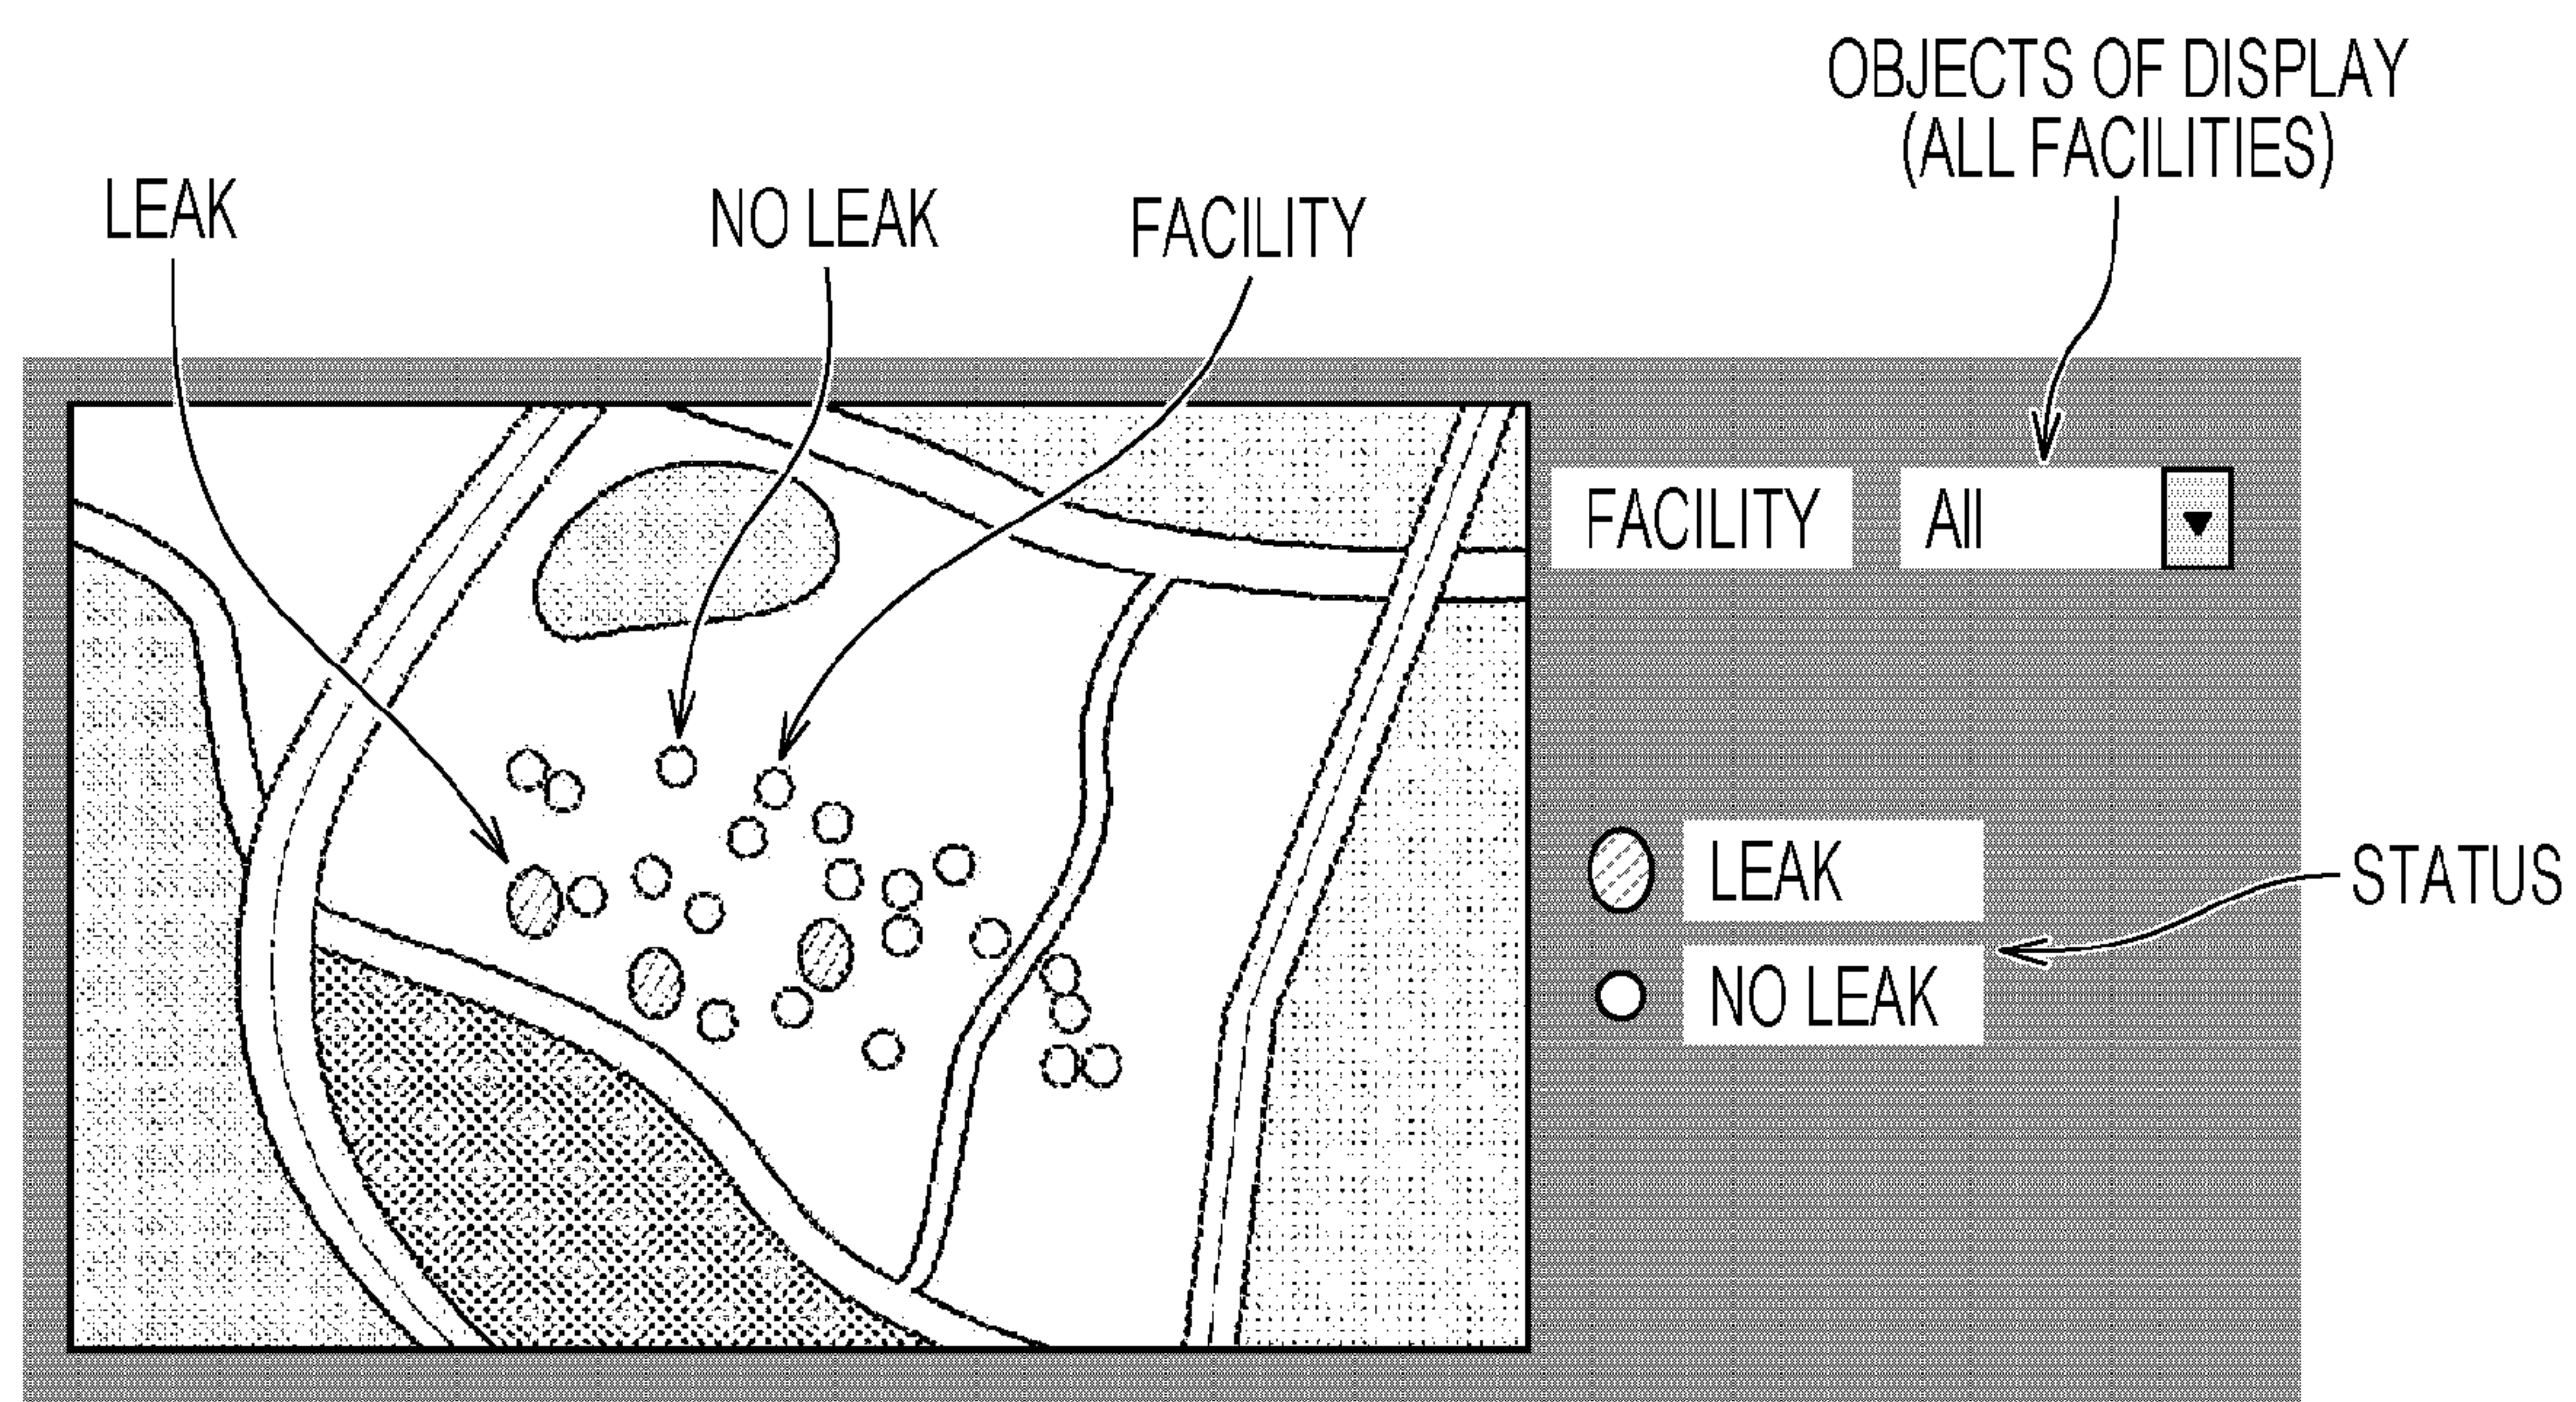 OBJECTS OF DISPLAY
(ALL FACILITIES)
LEAK
NO LEAK
FACILITY
FACILITY
All
LEAK
STATUS
NO LEAK